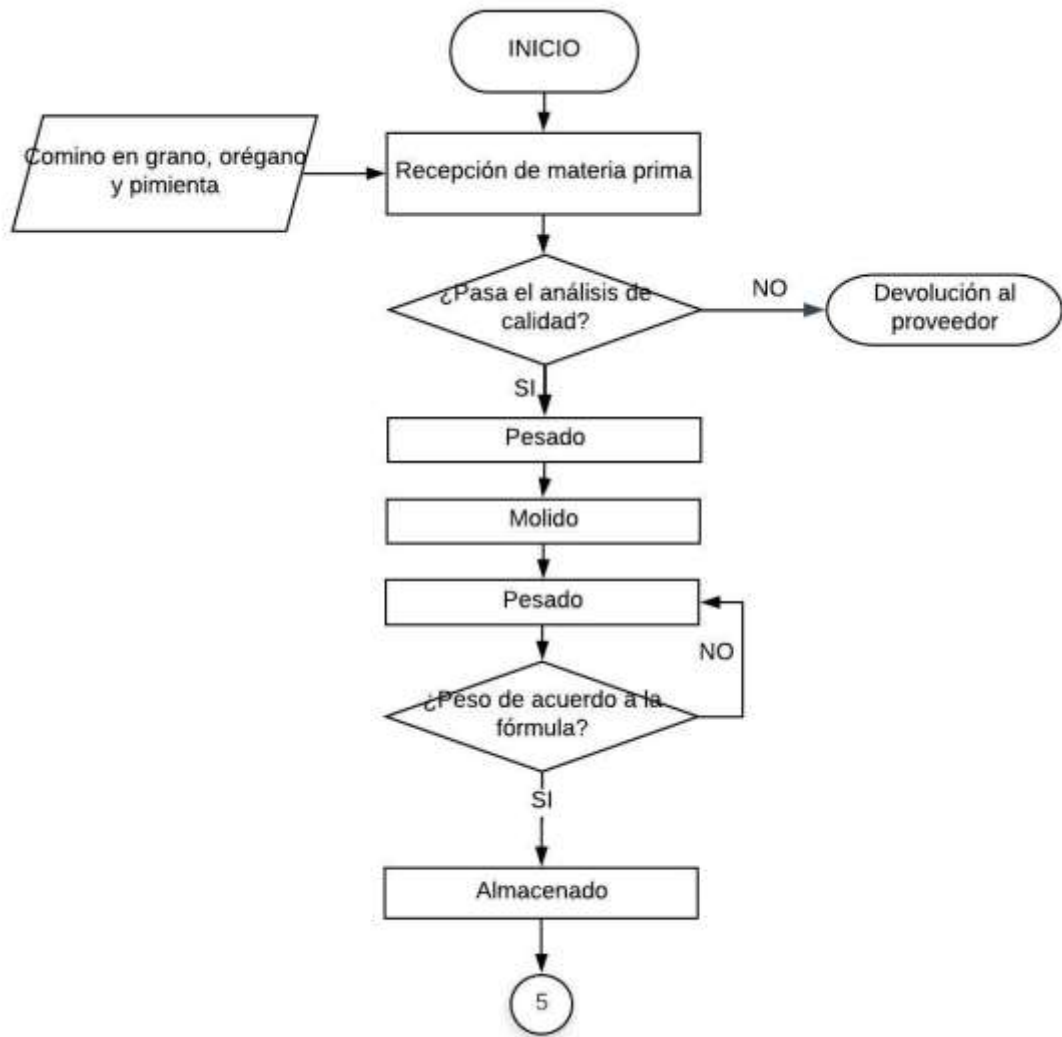 INICIO
Comino en grano, orégano
y pimienta
Recepción de materia prima
¿Pasa el análisis de
calidad?
NO
Devolución al
proveedor
SI
Pesado
Molido
Pesado
NO
¿Peso de acuerdo a la
fórmula?
SI
Almacenado
5